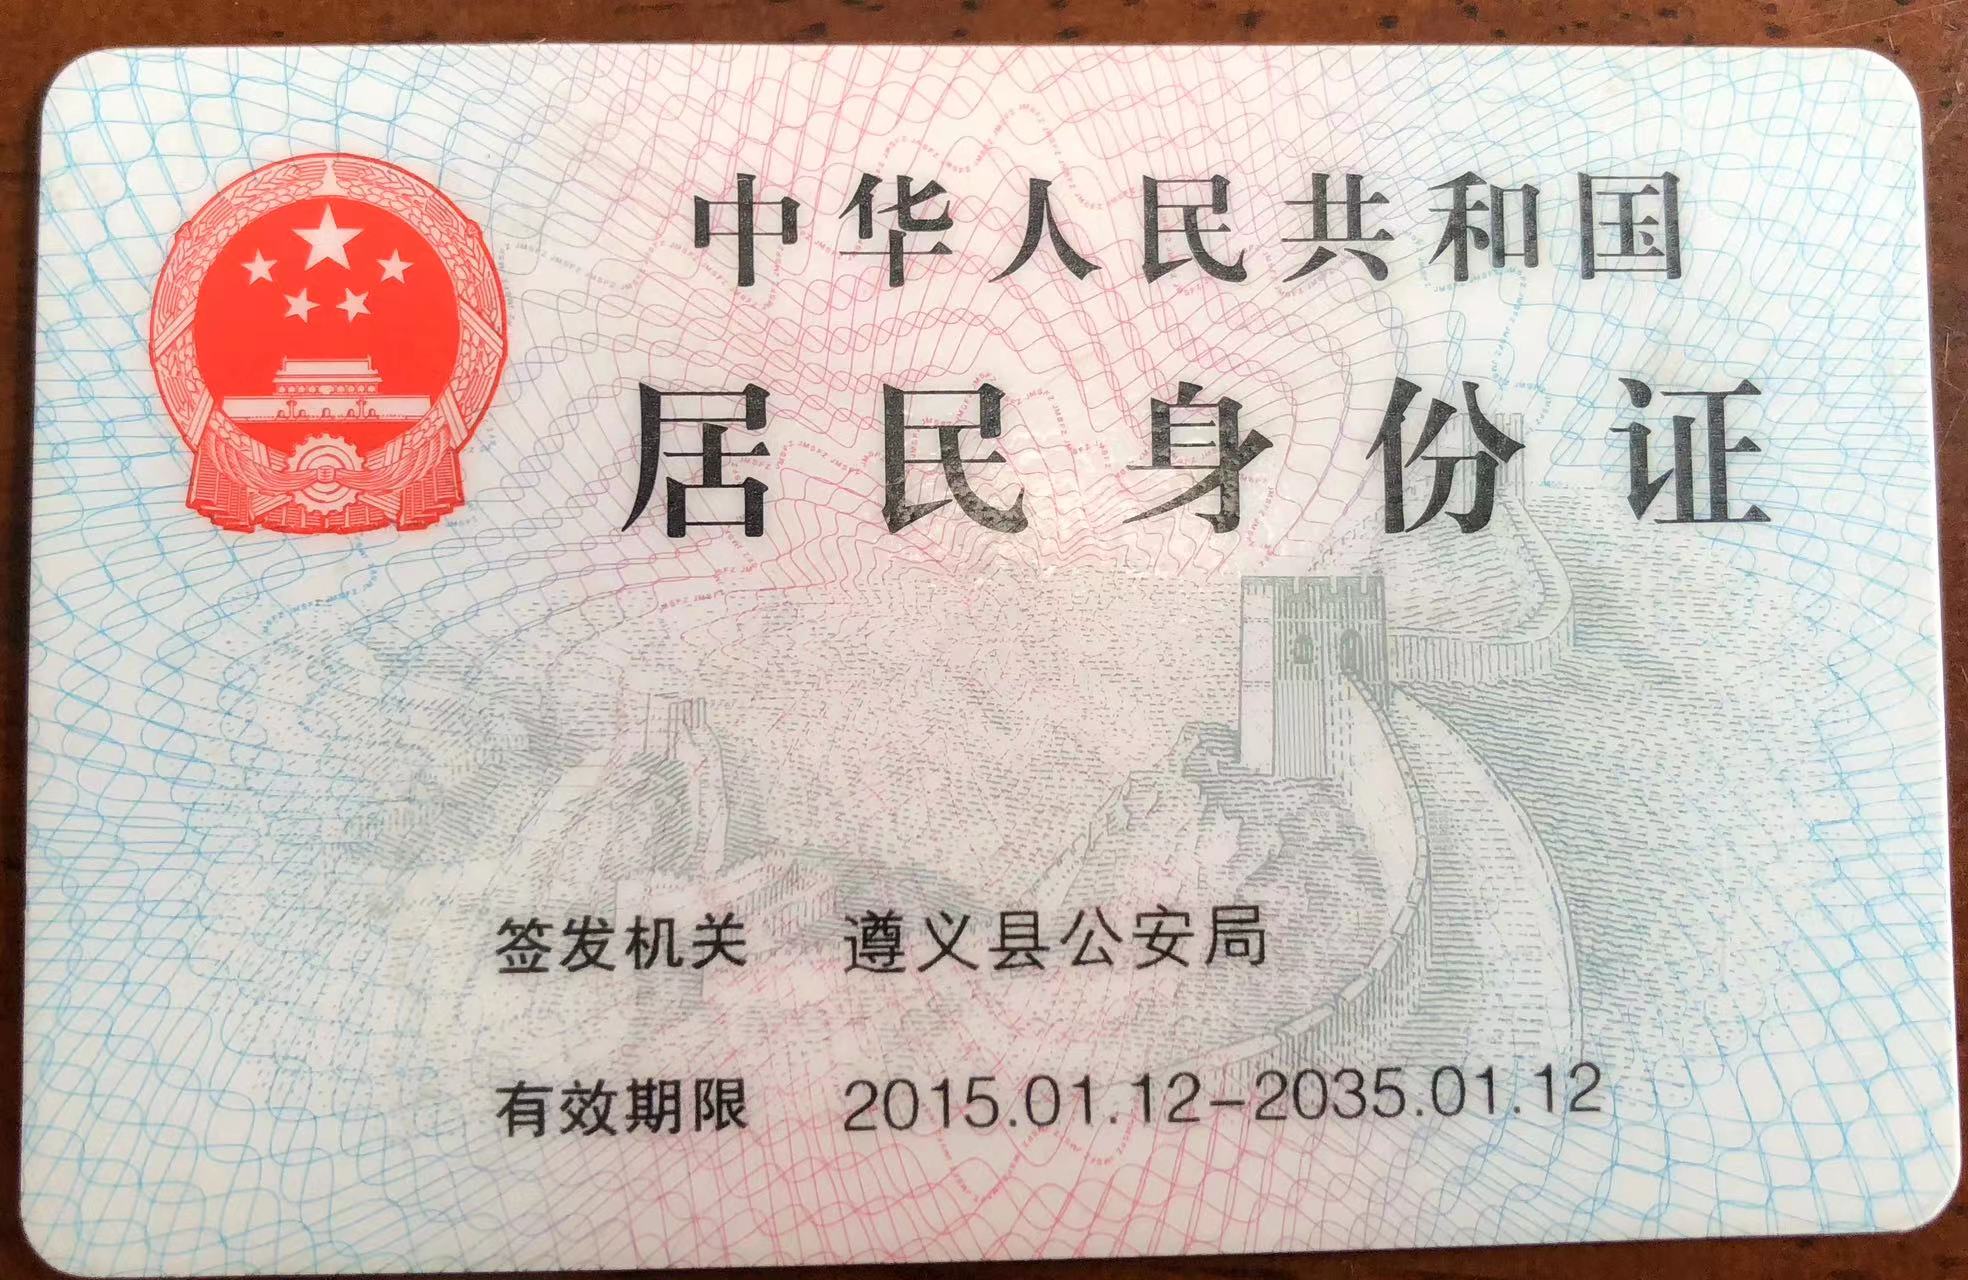 中华人民共和国
居民身份证
签发机关 遵义县公安局
有效期限 2015.01.12-2035.01.12